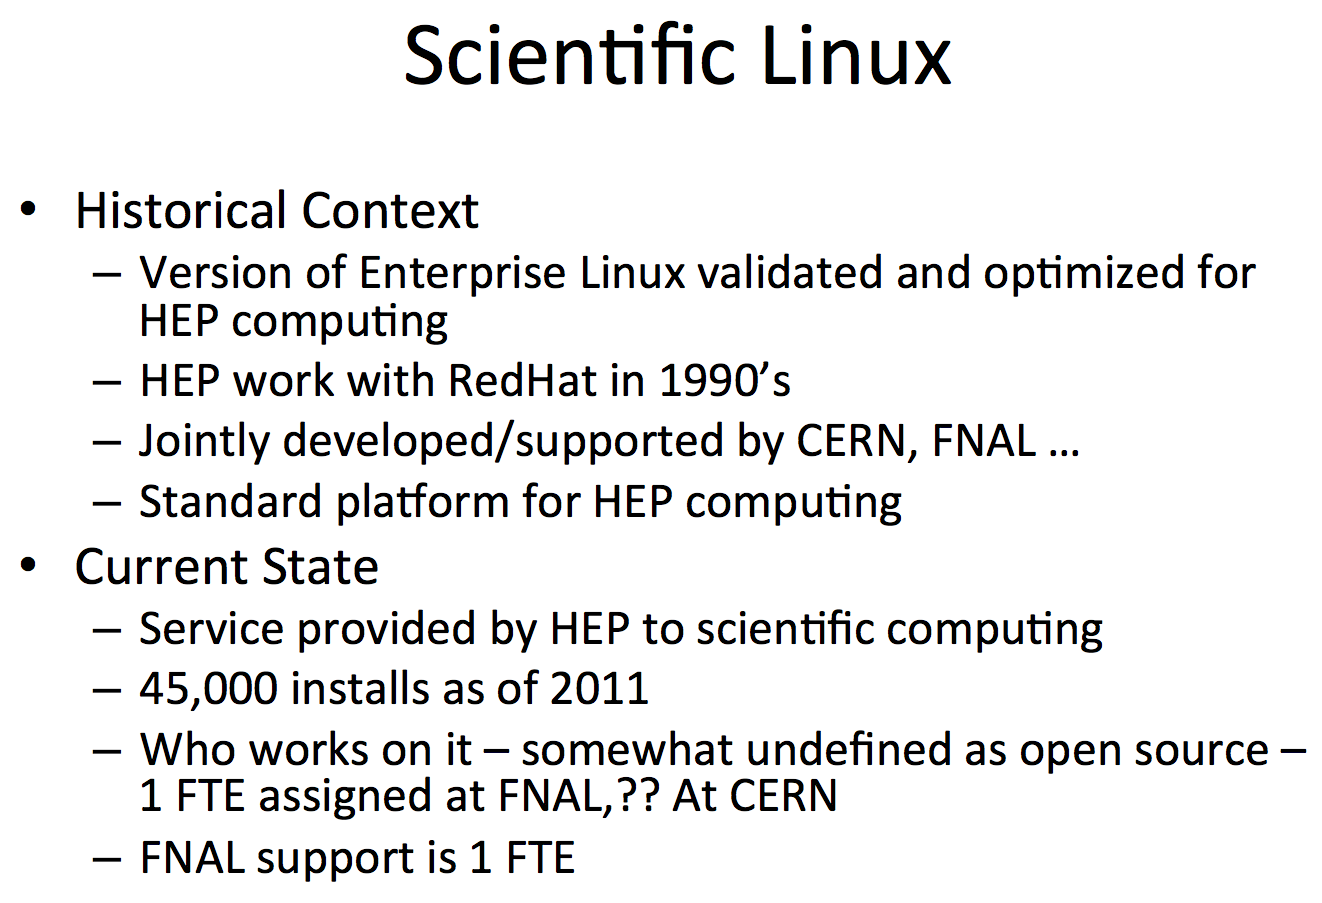 Scientific Linux
• Historical Context
– Version of Enterprise Linux validated and optimized for
HEP computing
– HEP work with RedHat in 1990’s
– Jointly developed/supported by CERN, FNAL …
– Standard platform for HEP computing
• Current State
– Service provided by HEP to scientific computing
– 45,000 installs as of 2011
– Who works on it – somewhat undefined as open source –
1 FTE assigned at FNAL,?? At CERN
– FNAL support is 1 FTE